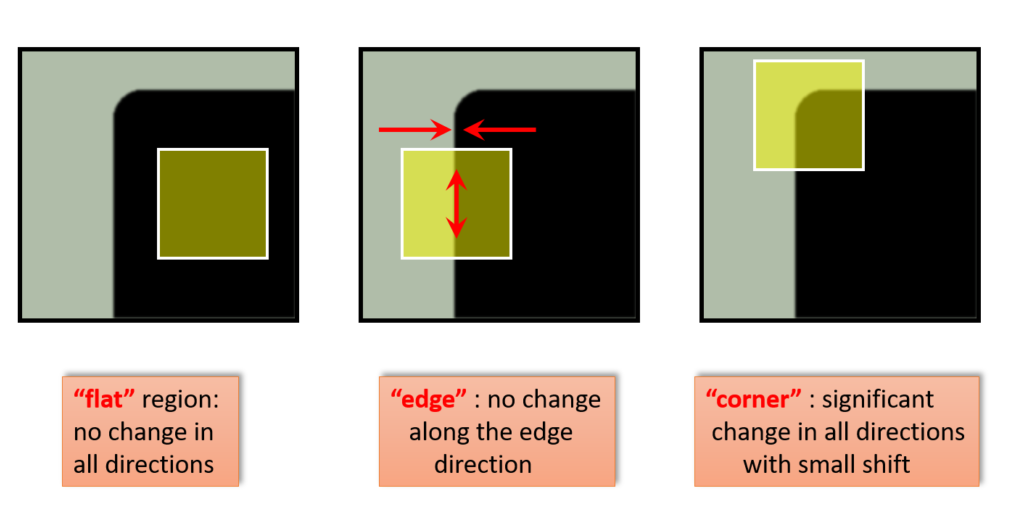 “flat” region:
no change in
all directions
“edge” : no change
along the edge
direction
“corner” : significant
change in all directions
with small shift